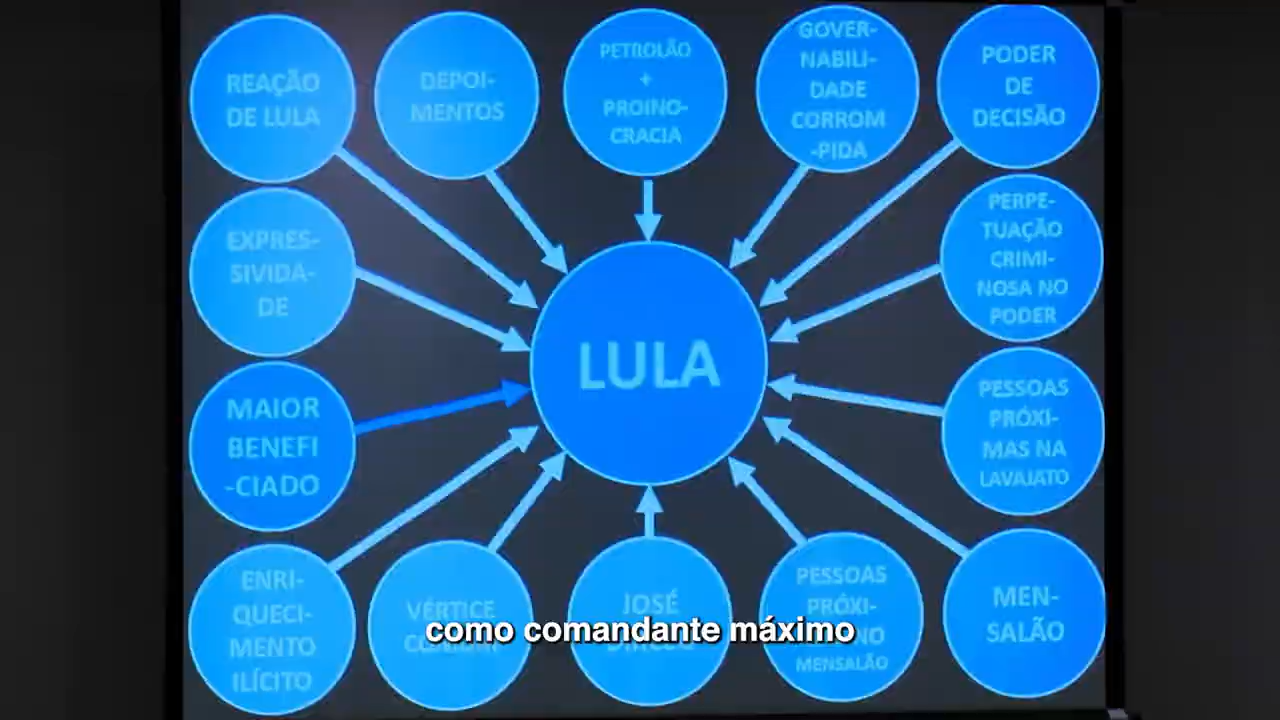 REAÇÃO
DE LULA
DEPOI-
MENTOS
PETROLÃO
+
PROINO-
CRACIA
GOVER-
NABILI-
DADE
CORROM
-PIDA
PODER
DE
DECISÃO
EXPRES-
SIVIDA-
DE
PERPE-
TUAÇÃO
CRIMI-
NOSA NO
PODER
LULA
MAIOR
BENEFI
-CIADO
PESSOAS
PRÓXI-
MAS NA
LAVAJATO
ENRI-
QUECI-
MENTO
ILÍCITO
VÉRTICE
JOSÉ
PESSOAS
PRÓXI-
NO
MENSALÃO
MEN-
SALÃO
como comandante máximo